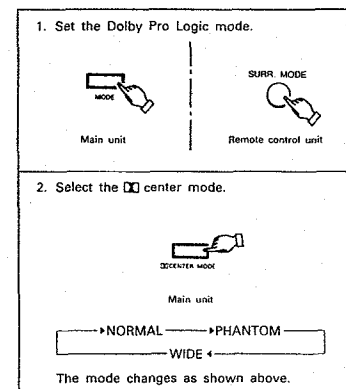 1. Set the Dolby Pro Logic mode.
MODE
SURR. MODE
Main unit
Remote control unit
2. Select the center mode.
CENTER MODE
Main unit
NORMAL PHANTOM
WIDE
The mode changes as shown above.